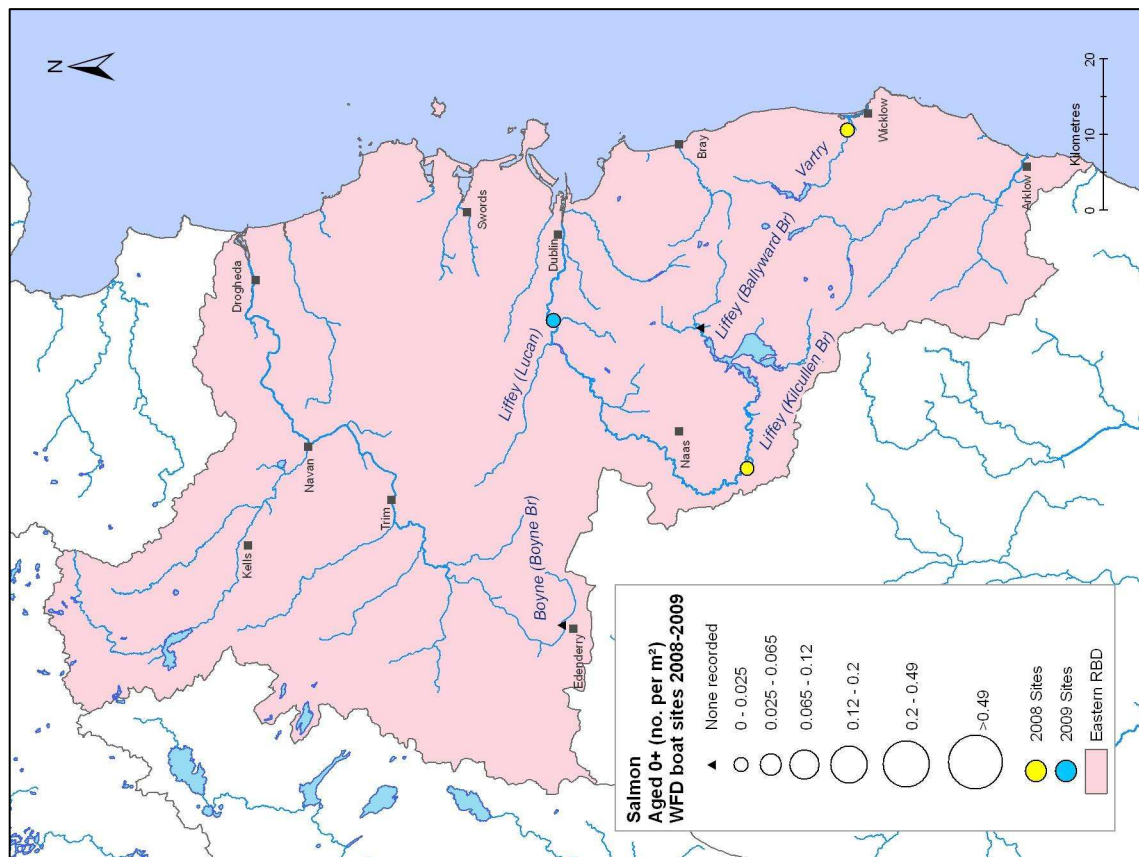 N
Drogheda
Kells
Navan
Trim
Swords
Liffey (Lucan)
Dublin
Boyne (Boyne Br)
Edenderry
Bray
Naas
Liffey (Ballyward Br)
Liffey (Kilcullen Br)
Vartry
Wicklow
Arklow
0 10 20
Kilometres
Salmon
Aged 0+ (no. per m²)
WFD boat sites 2008-2009
None recorded
0 - 0.025
0.025 - 0.065
0.065 - 0.12
0.12 - 0.2
0.2 - 0.49
>0.49
2008 Sites
2009 Sites
Eastern RBD